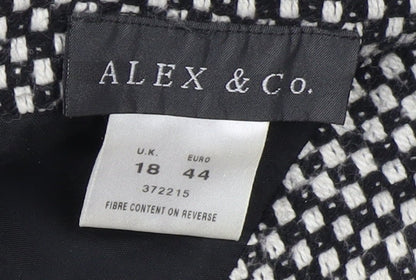 ALEX & Co.
U.K. EURO
18 44
372215
FIBRE CONTENT ON REVERSE